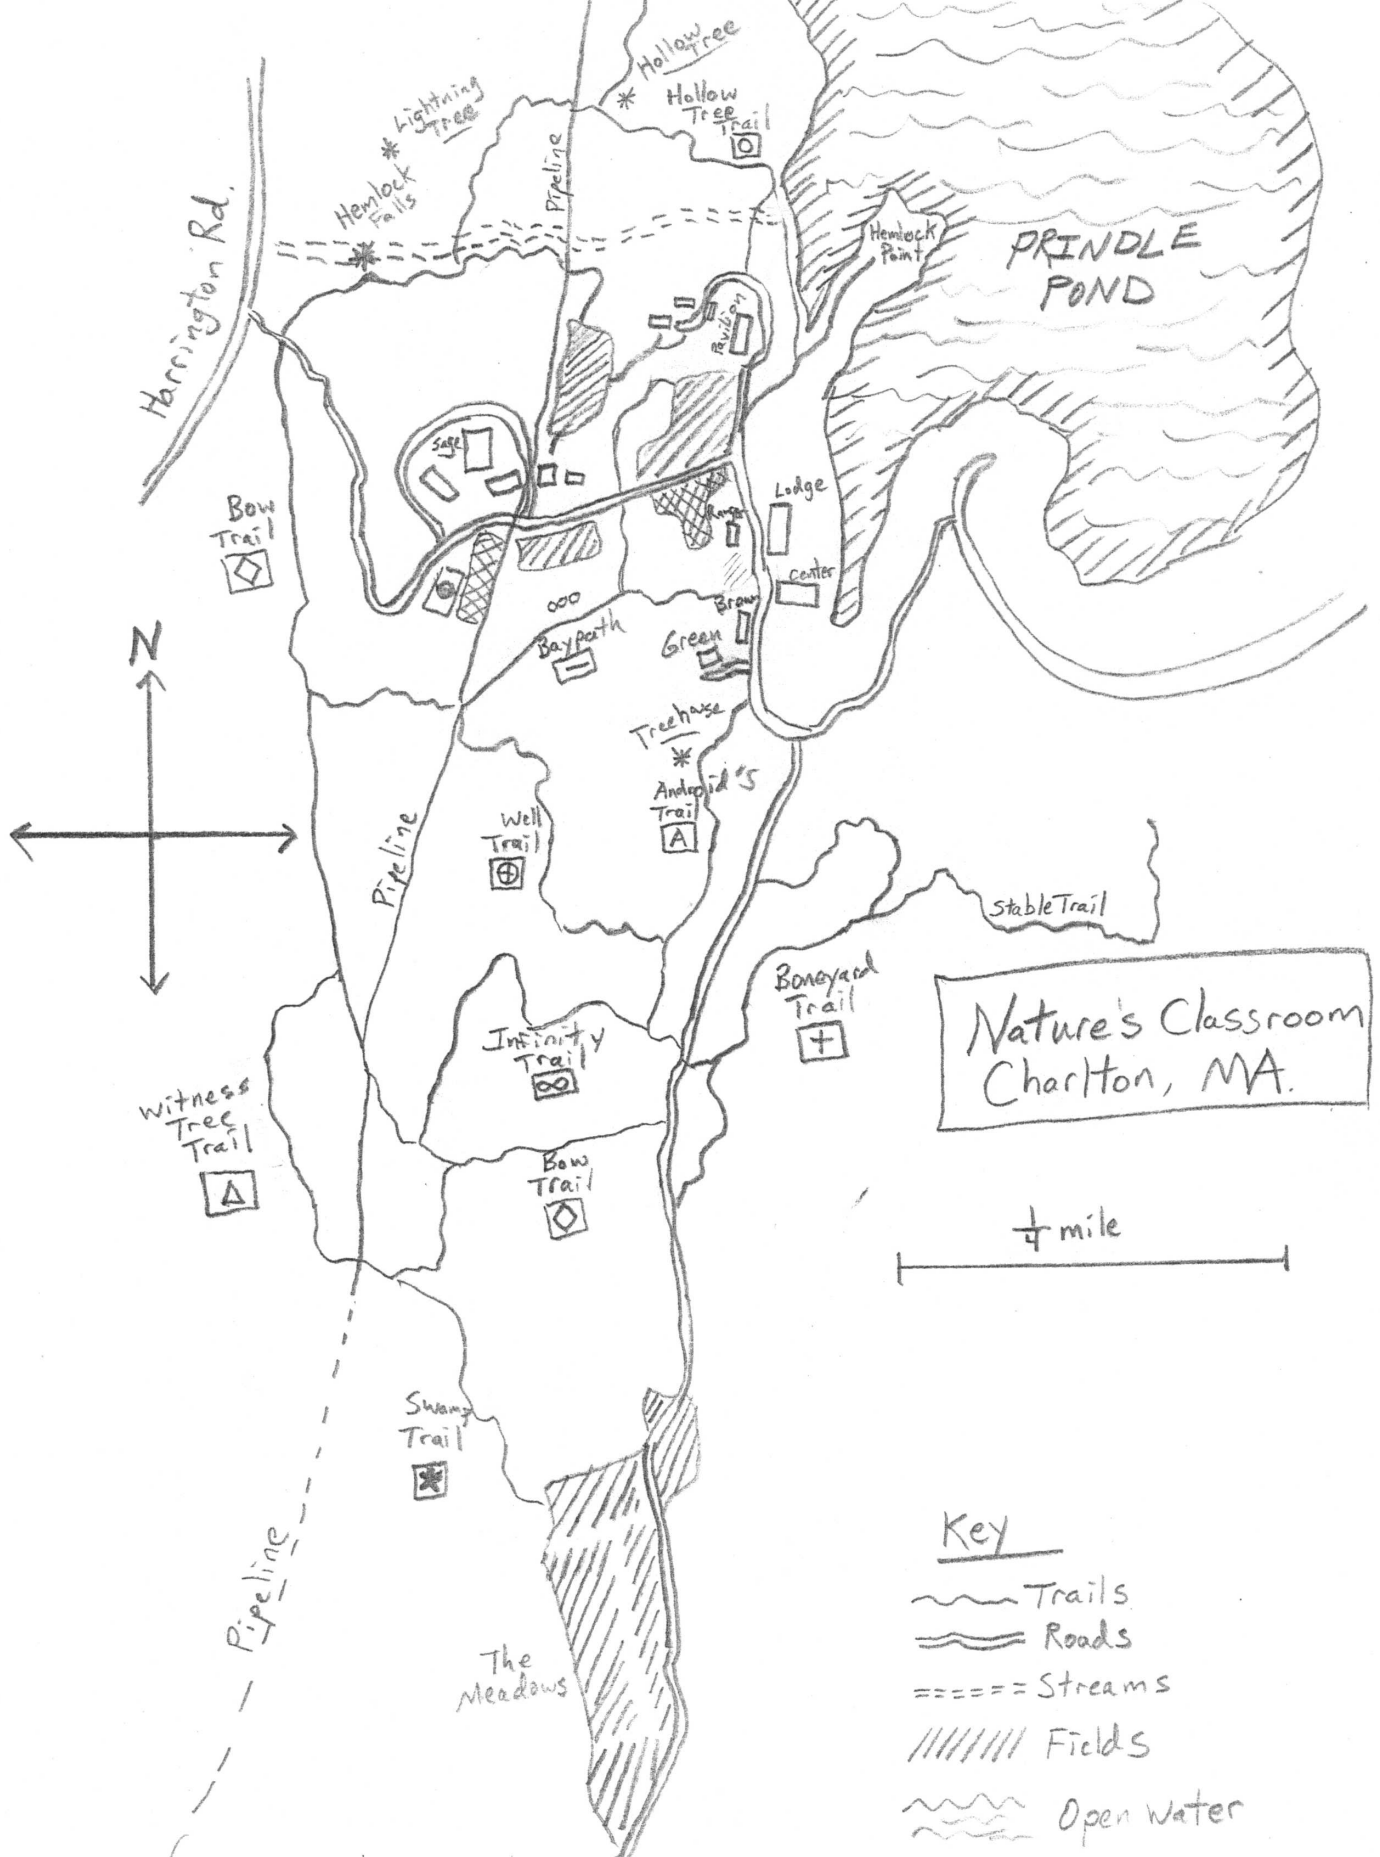 Hollow
Tree
Hollow
Tree
Trail
Lightning
Tree
Hemlock
Falls
Pipeline
Harrington Rd.
Hemlock
Point
PRINDLE
POND
Pavilion
Sage
Lodge
Ranger
Center
Brown
Green
Bow
Trail
N
Baypath
Treehouse
Android's
Trail
A
Well
Trail
Pipeline
Stable Trail
Boneyard
Trail
Nature's Classroom
Charlton, MA.
Infinity
Trail
Witness
Tree
Trail
Bow
Trail
1/4 mile
Swamp
Trail
Pipeline
The
Meadows
Key
Trails
Roads
Streams
Fields
Open Water